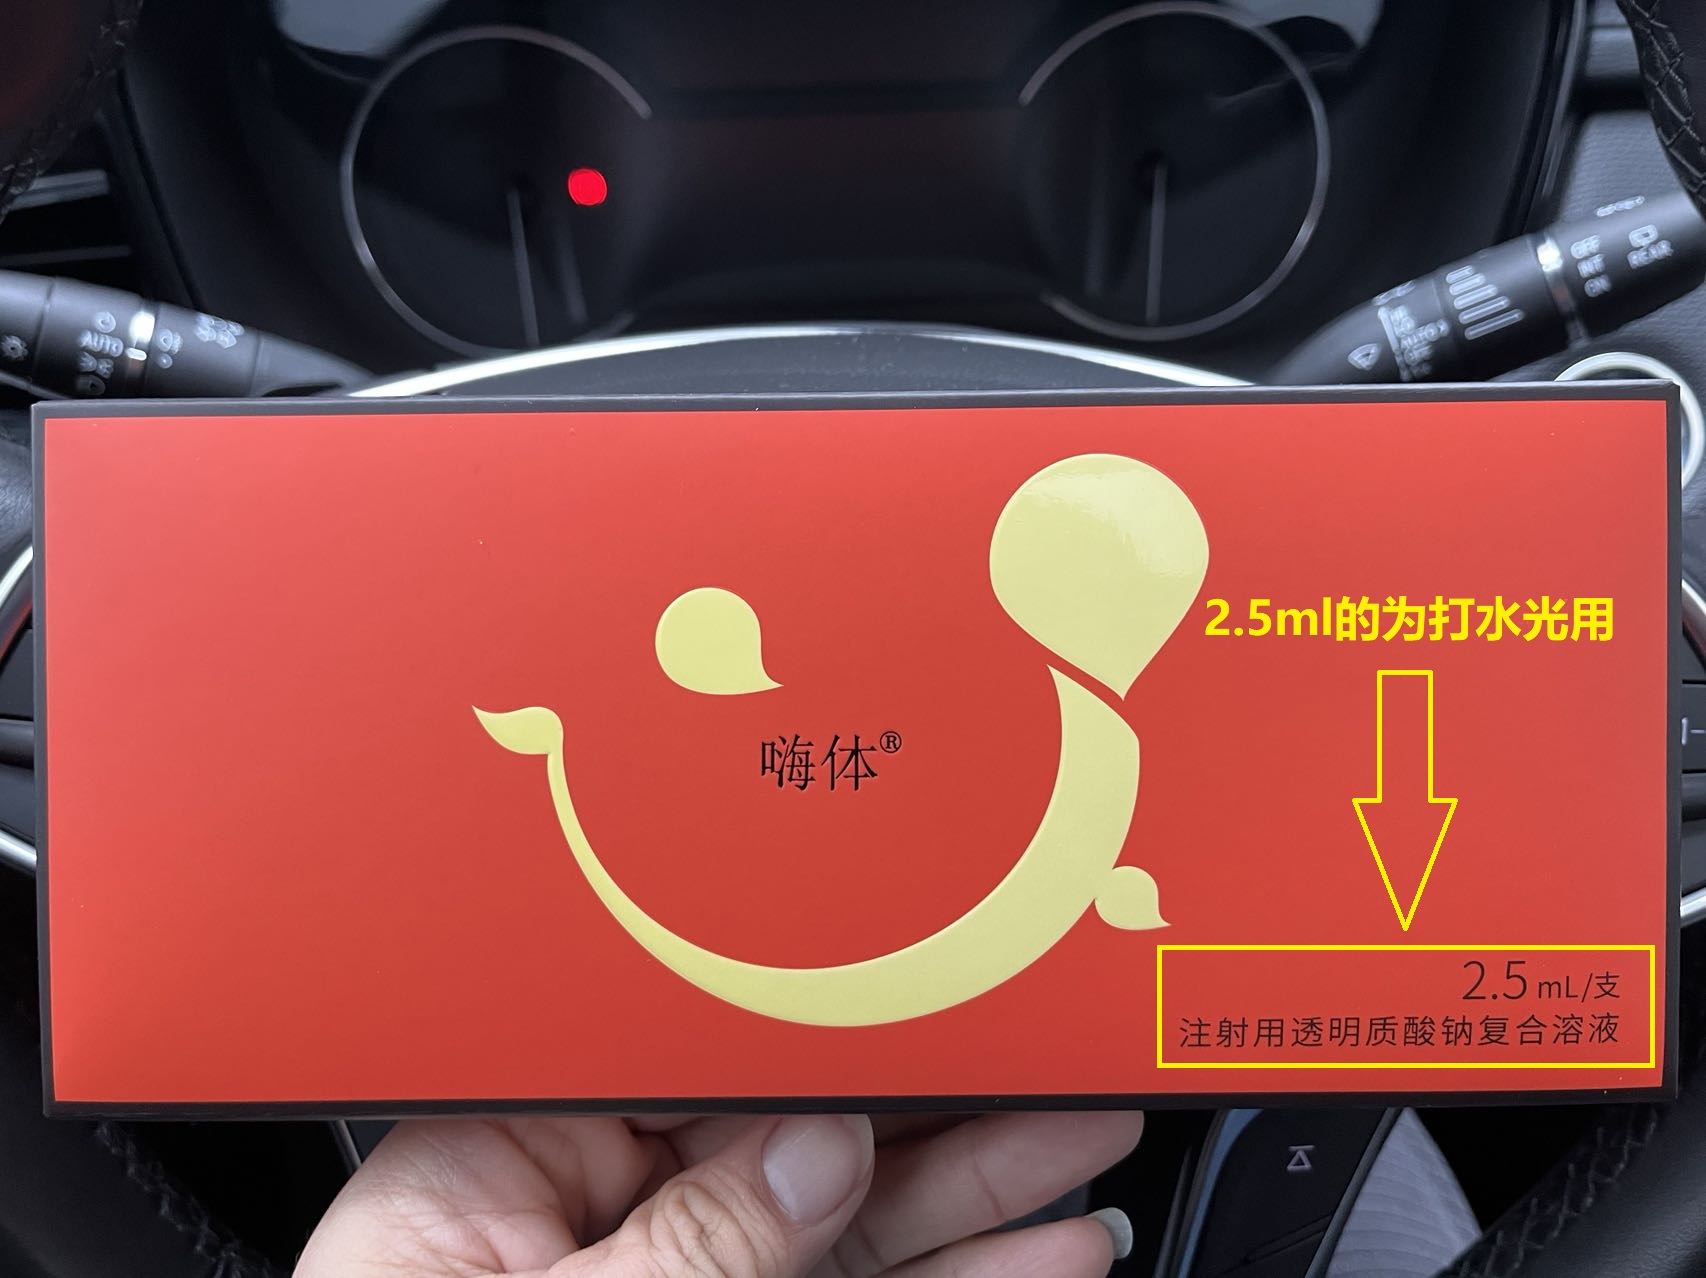 AUTO
OFF
INT
REAR
2.5ml的为打水光用
嗨体®
2.5 mL/支
注射用透明质酸钠复合溶液